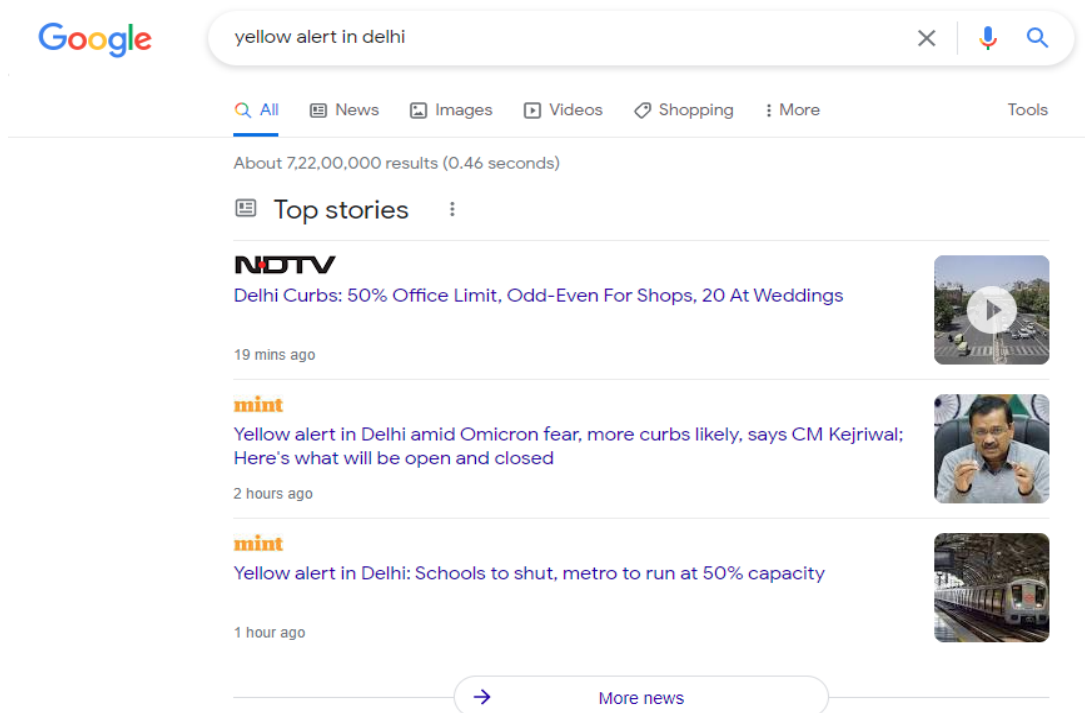 Google
yellow alert in delhi
All News Images Videos Shopping More Tools
About 7,22,00,000 results (0.46 seconds)
Top stories
NDTV
Delhi Curbs: 50% Office Limit, Odd-Even For Shops, 20 At Weddings
19 mins ago
mint
Yellow alert in Delhi amid Omicron fear, more curbs likely, says CM Kejriwal;
Here's what will be open and closed
2 hours ago
mint
Yellow alert in Delhi: Schools to shut, metro to run at 50% capacity
1 hour ago
More news